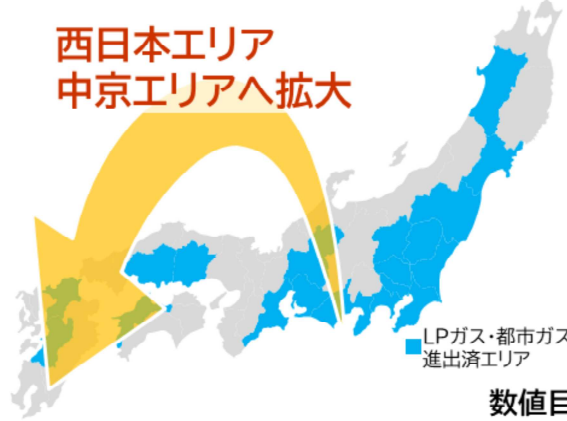 西日本エリア
中京エリアへ拡大
LPガス・都市ガス
進出済エリア
数値目